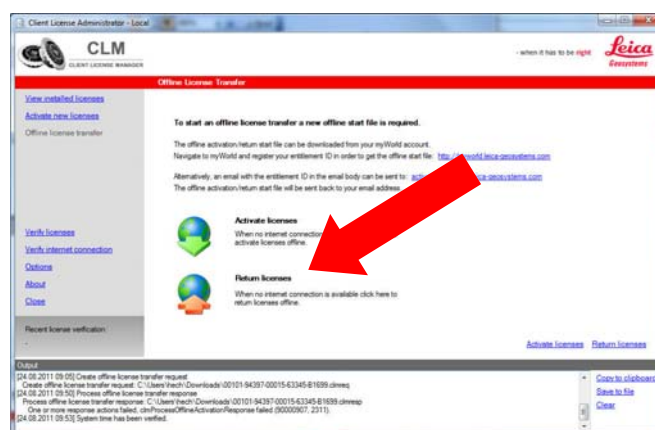 Client License Administrator - Local
CLM
CLIENT LICENSE MANAGER
- when it has to be right
Leica
Geosystems
Offline License Transfer
View installed licenses
Activate new licenses
Offline license transfer
To start an offline license transfer a new offline start file is required.
The offline activation/return start file can be downloaded from your myWorld account.
Navigate to myWorld and register your entitlement ID in order to get the offline start file: http://myworld.leica-geosystems.com
Alternatively, an email with the entitlement ID in the email body can be sent to:
The offline activation/return start file will be sent back to your email address.
Activate licenses
When no internet connection
activate licenses offline.
Return licenses
When no internet connection is available click here to
return licenses offline.
Verify licenses
Verify internet connection
Options
About
Close
Recent license verification:
-
Activate licenses Return licenses
Output
[24.08.2011 09:05] Create offline license transfer request
Create offline license transfer request: C:\Users\hech\Downloads\00101-94397-00015-63345-B1699.clmreq
[24.08.2011 09:50] Process offline license transfer response
Process offline license transfer response: C:\Users\hech\Downloads\00101-94397-00015-63345-B1699.clmresp
One or more response actions failed, clmProcessOfflineActivationResponse failed (90000907, 2311).
[24.08.2011 09:53] System time has been verified.
Copy to clipboard
Save to file
Clear